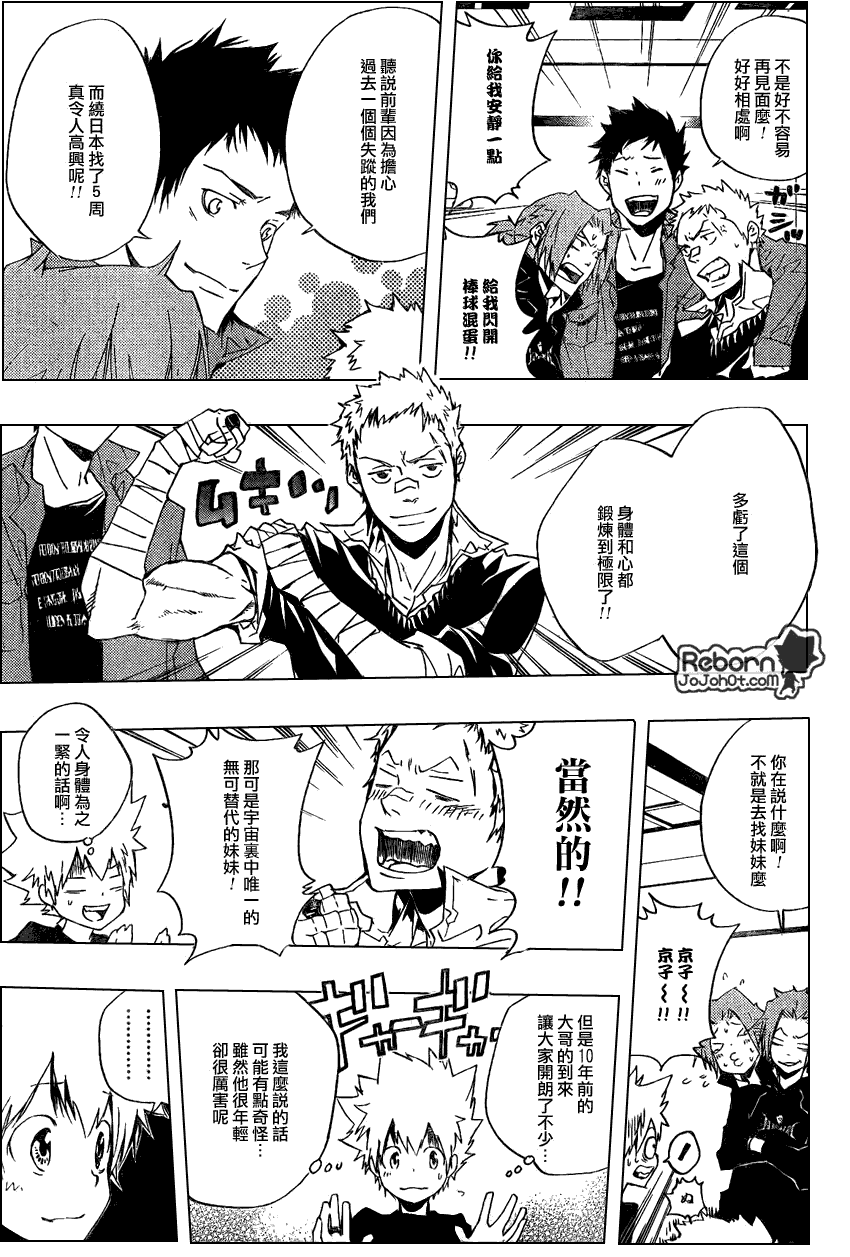 不是好不容易
再見面麼！
好好相處啊
你給我安靜一點
給我閃開
棒球混蛋!!
聽説前輩因為擔心
過去一個個失蹤的我們
而繞日本找了5周
真令人高興呢!!
多虧了這個
身體和心都
鍛煉到極限了!!
ムキッ
Reborn
JoJoHOt.com
你在説什麼啊！
不就是去找妹妹麼
京子～!!
京子～!!
當然的!!
那可是宇宙裏中唯一的
無可替代的妹妹！
令人身體為之
一緊的話啊…
ぬ
ギャギャ
但是10年前的
大哥的到來
讓大家開朗了不少…
我這麼説的話
可能有點奇怪…
雖然他很年輕
卻很厲害呢
………